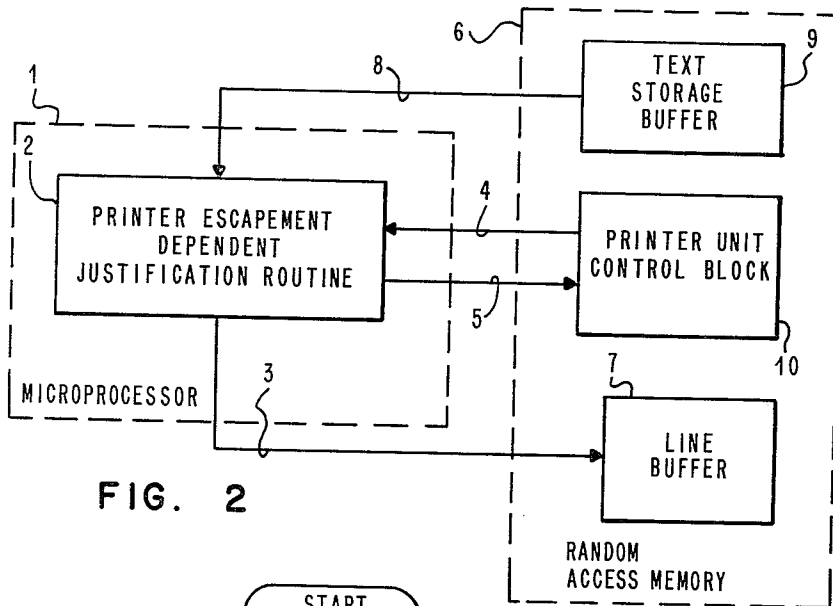 6
9
TEXT
STORAGE
BUFFER
8
1
2
PRINTER ESCAPEMENT
DEPENDENT
JUSTIFICATION ROUTINE
4
5
PRINTER UNIT
CONTROL BLOCK
10
MICROPROCESSOR
3
7
LINE
BUFFER
FIG. 2
RANDOM
ACCESS MEMORY
START